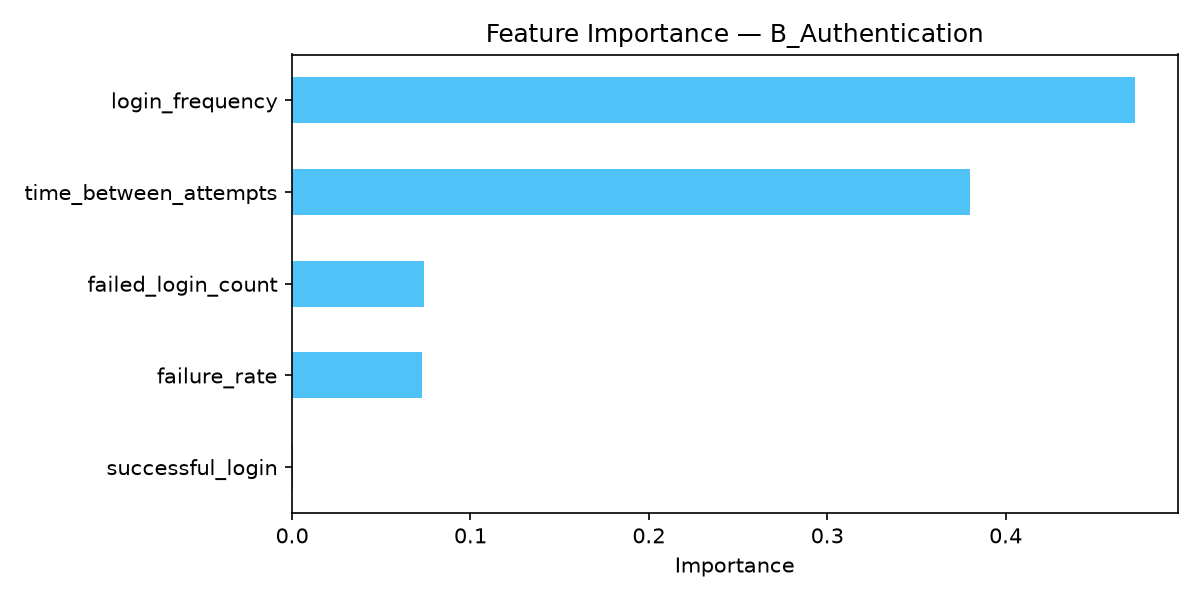 Feature Importance — B_Authentication
login_frequency
time_between_attempts
failed_login_count
failure_rate
successful_login
0.0 0.1 0.2 0.3 0.4
Importance